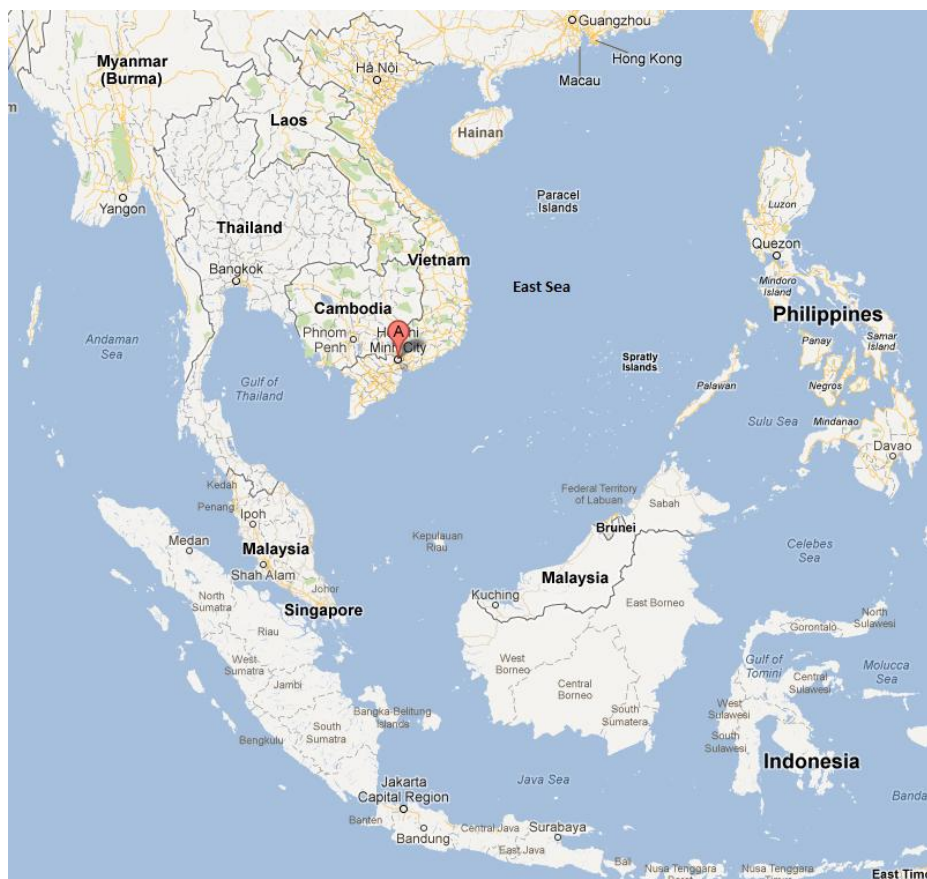 Guangzhou
Hong Kong
Macau
Myanmar
(Burma)
Hà Nội
Laos
Hainan
Paracel
Islands
Luzon
Yangon
Thailand
Vietnam
Quezon
Bangkok
East Sea
Mindoro
Island
Cambodia
Philippines
Phnom
Penh
A
Minh City
Andaman
Sea
Samar
Island
Panay
Spratly
Islands
Gulf of
Thailand
Palawan
Negros
Sulu Sea
Mindanao
Davao
Kedah
Penang
Ipoh
Federal Territory
of Labuan
Sabah
Brunei
Medan
Kepulauan
Riau
Malaysia
Shah Alam
Celebes
Sea
Malaysia
Johor
Kuching
North
Sumatra
Singapore
East Borneo
North
Sulawesi
Gorontalo
Riau
West
Sumatra
West
Borneo
Gulf of
Tomini
Molucca
Sea
Jambi
Central
Borneo
Central
Sulawesi
Bangka Belitung
Islands
South
Sumatera
West
Sulawesi
South
Sumatra
Bengkulu
South
Sulawesi
Indonesia
Java Sea
Jakarta
Capital Region
Banda
Banten
Central Java
Surabaya
Bandung
East Java
Bali
Nusa Tenggara
Nusa Tenggara
East Time